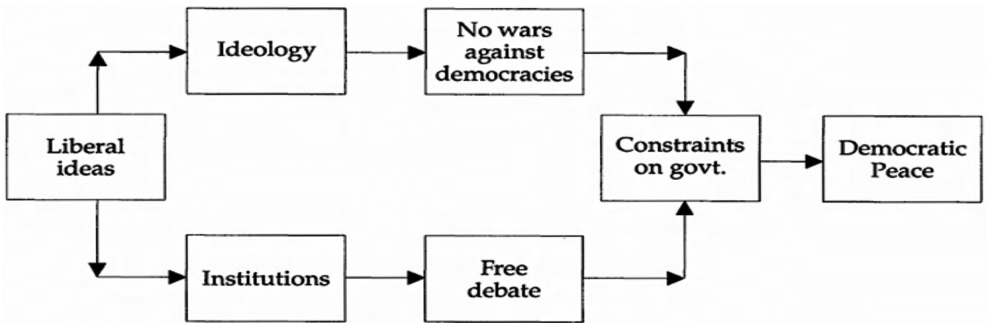 Liberal
ideas
Ideology
No wars
against
democracies
Institutions
Free
debate
Constraints
on govt.
Democratic
Peace